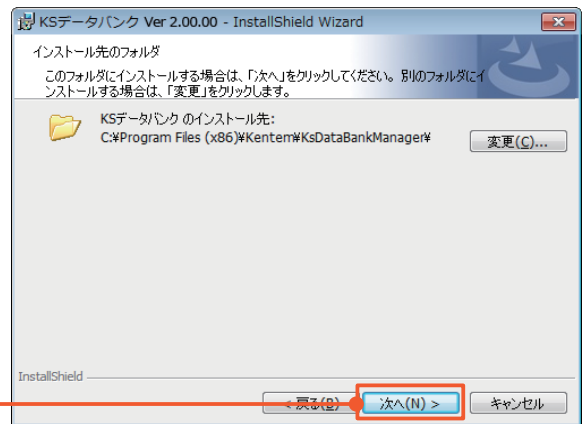 KSデータバンク Ver 2.00.00 - InstallShield Wizard
インストール先のフォルダ
このフォルダにインストールする場合は、「次へ」をクリックしてください。別のフォルダにイ
ンストールする場合は、「変更」をクリックします。
KSデータバンク のインストール先:
C:¥Program Files (x86)¥Kentem¥KsDataBankManager¥
変更(C)...
InstallShield
< 戻る(B)
次へ(N) >
キャンセル